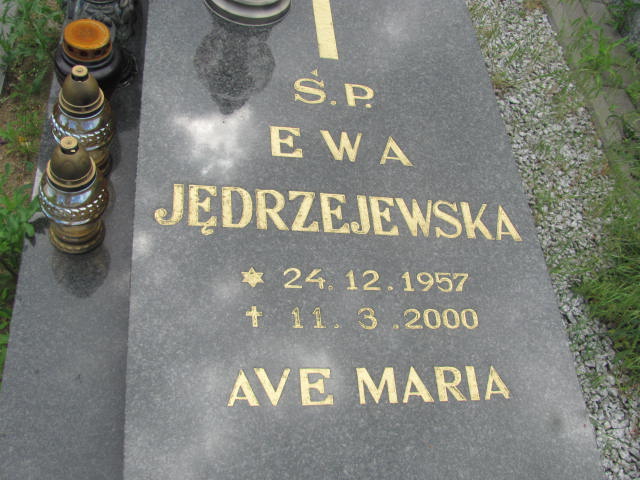 Ś.P.
EWA
JĘDRZEJEWSKA
✡ 24.12.1957
✝ 11.3.2000
AVE MARIA